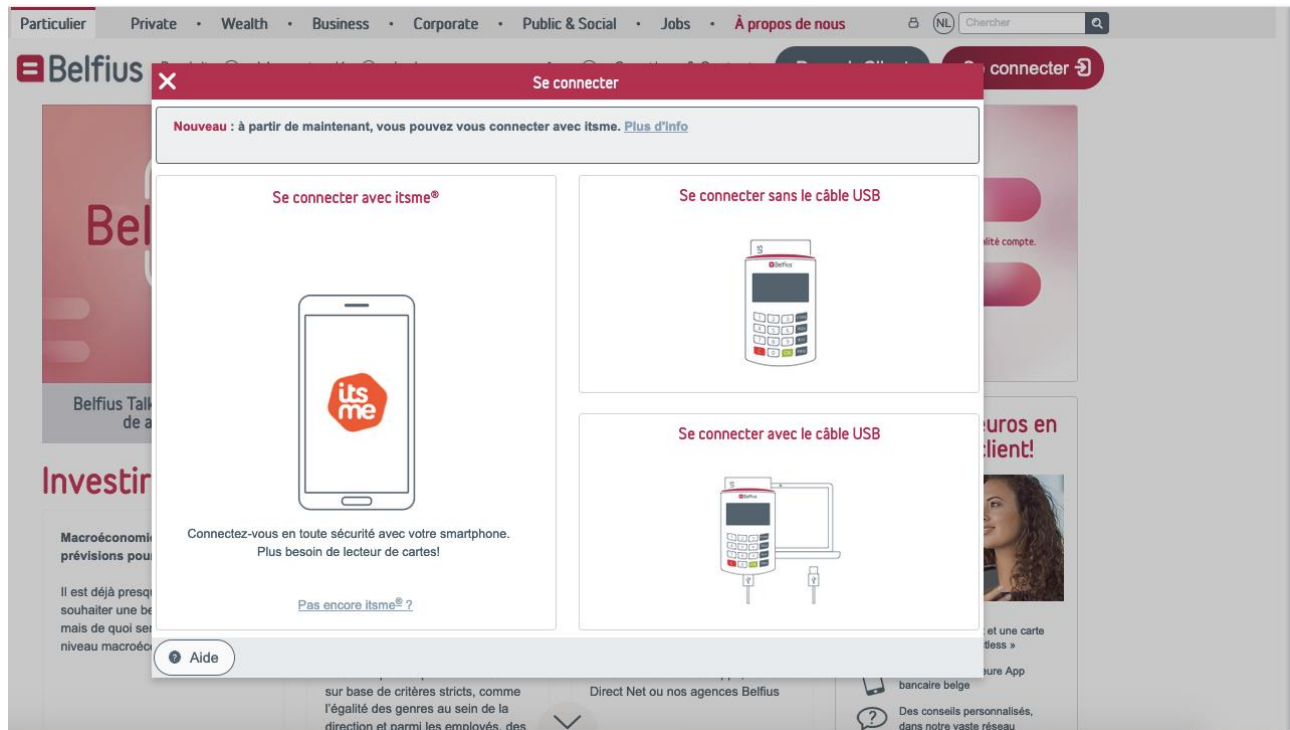 Particulier Private • Wealth • Business • Corporate • Public & Social • Jobs • À propos de nous NL Chercher
Belfius
connecter
Se connecter
Nouveau : à partir de maintenant, vous pouvez vous connecter avec itsme. Plus d'info
Se connecter avec itsme®
its
me
Connectez-vous en toute sécurité avec votre smartphone.
Plus besoin de lecteur de cartes!
Pas encore itsme® ?
Se connecter sans le câble USB
Belfius
Se connecter avec le câble USB
Belfius
Aide
Bel
compte.
Belfius Talk
de a
Investir
Macroéconomi
prévisions pour
Il est déjà presq
souhaiter une be
mais de quoi ser
niveau macroéc
sur base de critères stricts, comme
l'égalité des genres au sein de la
direction et parmi les employés, des
Direct Net ou nos agences Belfius
euros en
client!
et une carte
eure App
bancaire belge
Des conseils personnalisés,
dans notre vaste réseau